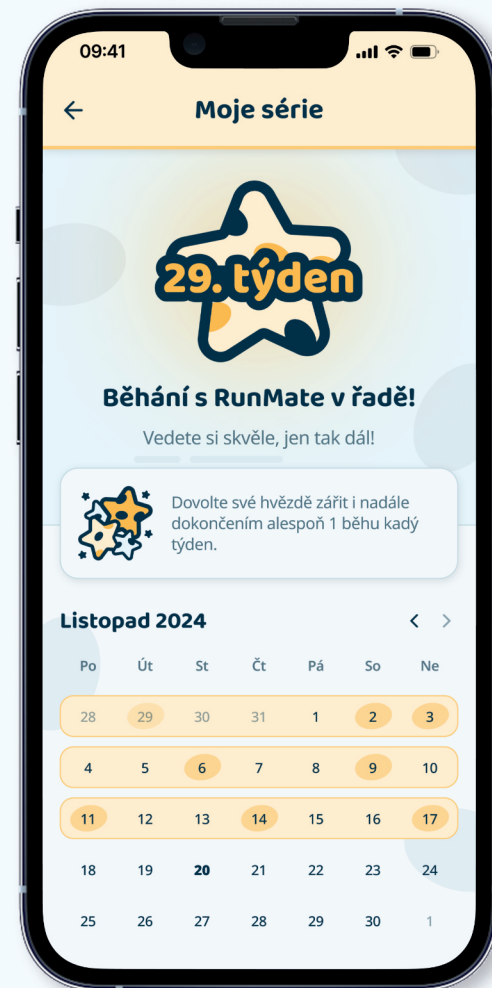 09:41
Moje série
29. týden
Běhání s RunMate v řadě!
Vedete si skvěle, jen tak dál!
Dovolte své hvězdě zářit i nadále
dokončením alespoň 1 běhu kadý
týden.
Listopad 2024
Po Út St Čt Pá So Ne
28 29 30 31 1 2 3
4 5 6 7 8 9 10
11 12 13 14 15 16 17
18 19 20 21 22 23 24
25 26 27 28 29 30 1